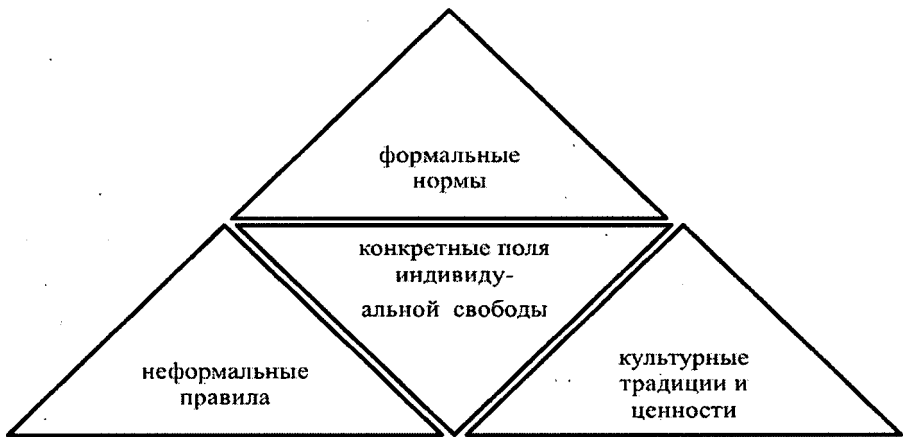 формальные
нормы
конкретные поля
индивиду-
альной свободы
неформальные
правила
культурные
традиции и
ценности